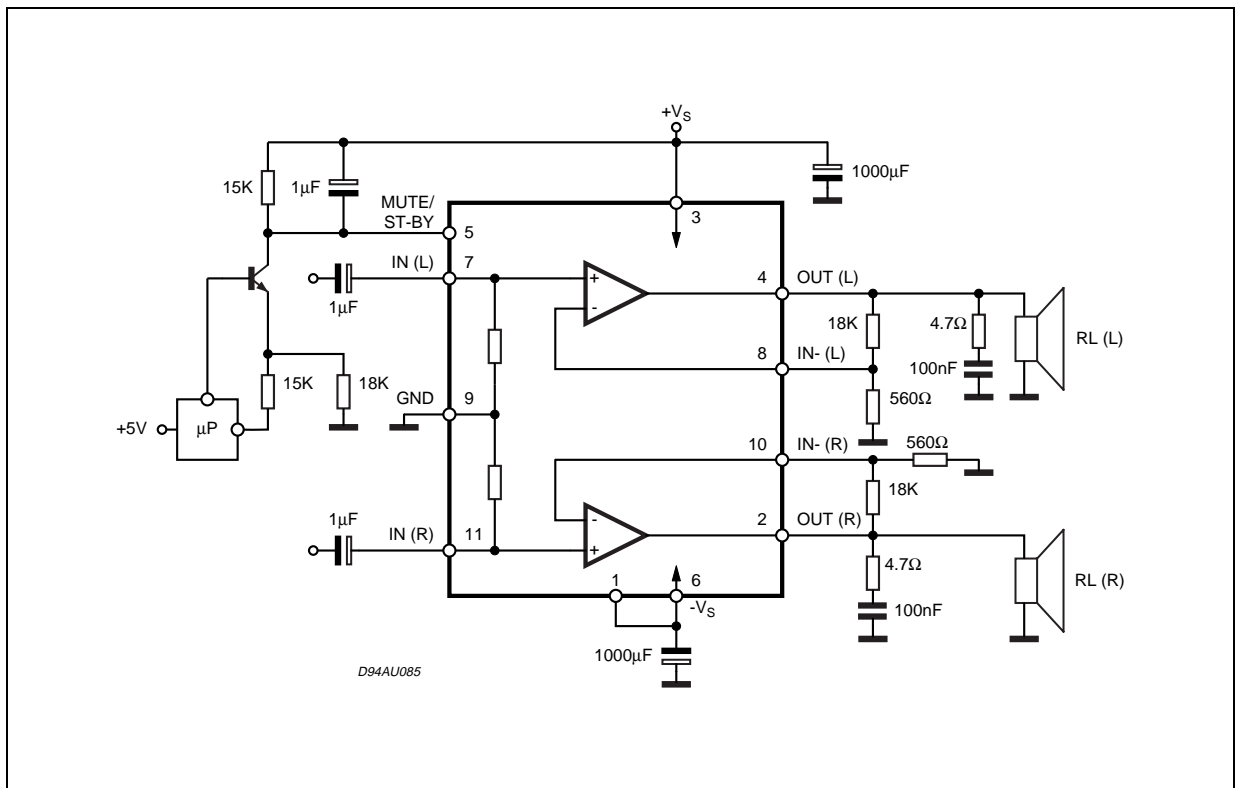 +VS
15K
1µF
1000µF
MUTE/
ST-BY
3
5
IN (L)
7
4
OUT (L)
+
-
1µF
18K
4.7Ω
RL (L)
8
IN- (L)
100nF
15K
18K
GND
9
560Ω
+5V
µP
10
IN- (R)
560Ω
18K
1µF
IN (R)
11
-
+
2
OUT (R)
4.7Ω
RL (R)
1
6
-VS
100nF
1000µF
D94AU085